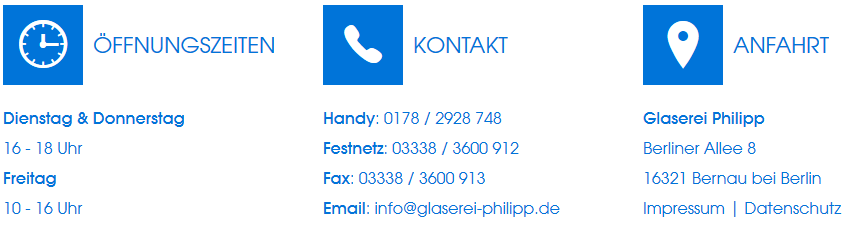 ÖFFNUNGSZEITEN
Dienstag & Donnerstag
16 - 18 Uhr
Freitag
10 - 16 Uhr
KONTAKT
Handy: 0178 / 2928 748
Festnetz: 03338 / 3600 912
Fax: 03338 / 3600 913
Email: info@glaserei-philipp.de
ANFAHRT
Glaserei Philipp
Berliner Allee 8
16321 Bernau bei Berlin
Impressum | Datenschutz